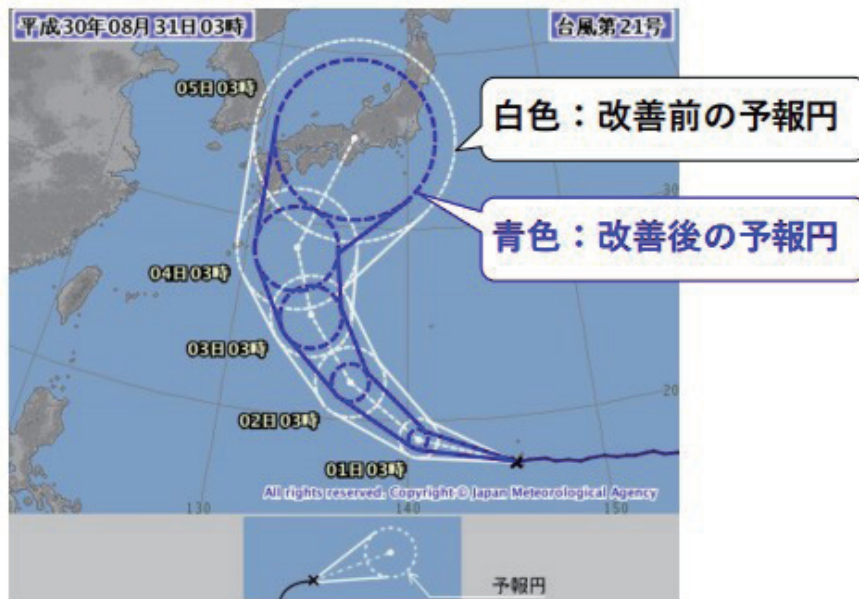 平成30年08月31日03時
台風第21号
05日03時
白色：改善前の予報円
30
青色：改善後の予報円
04日03時
03日03時
20
02日03時
01日03時
All rights reserved. Copyright © Japan Meteorological Agency
130
140
150
予報円